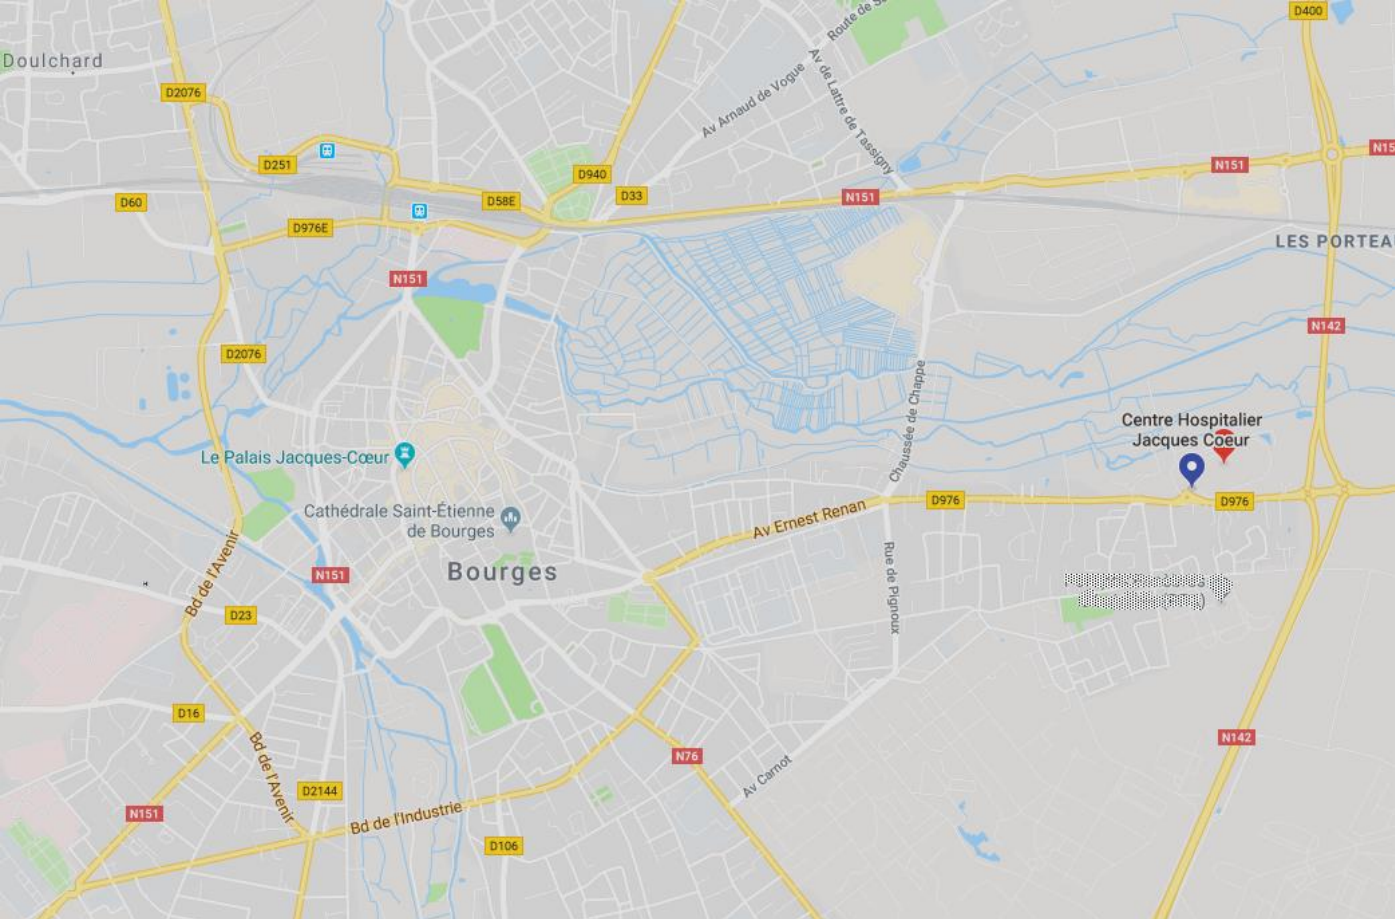 D400
Route de S
Doulchard
Av de Lattre de Tassigny
Av Arnaud de Vogue
D2076
N15
D251
N151
D940
D33
N151
D60
D58E
D976E
LES PORTEA
N151
N142
D2076
Chaussée de Chappe
Centre Hospitalier
Jacques Coeur
Le Palais Jacques-Cœur
Cathédrale Saint-Étienne
de Bourges
D976
D976
Av Ernest Renan
Bd de l'Avenir
Bourges
N151
Rue de Pignoux
D23
D16
N142
Bd de l'Avenir
N76
Av Carnot
D2144
N151
Bd de l'Industrie
D106